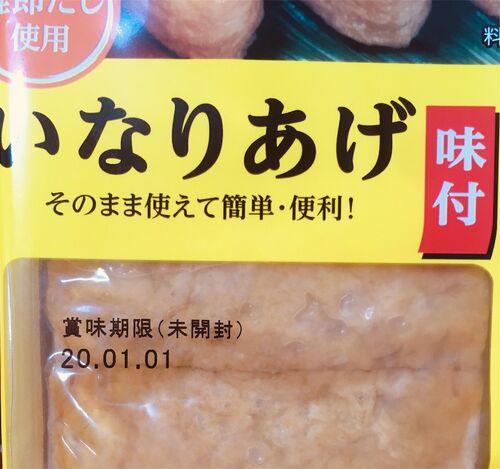 節だし
使用
料
いなりあげ
味付
そのまま使えて簡単・便利!
賞味期限(未開封)
20.01.01